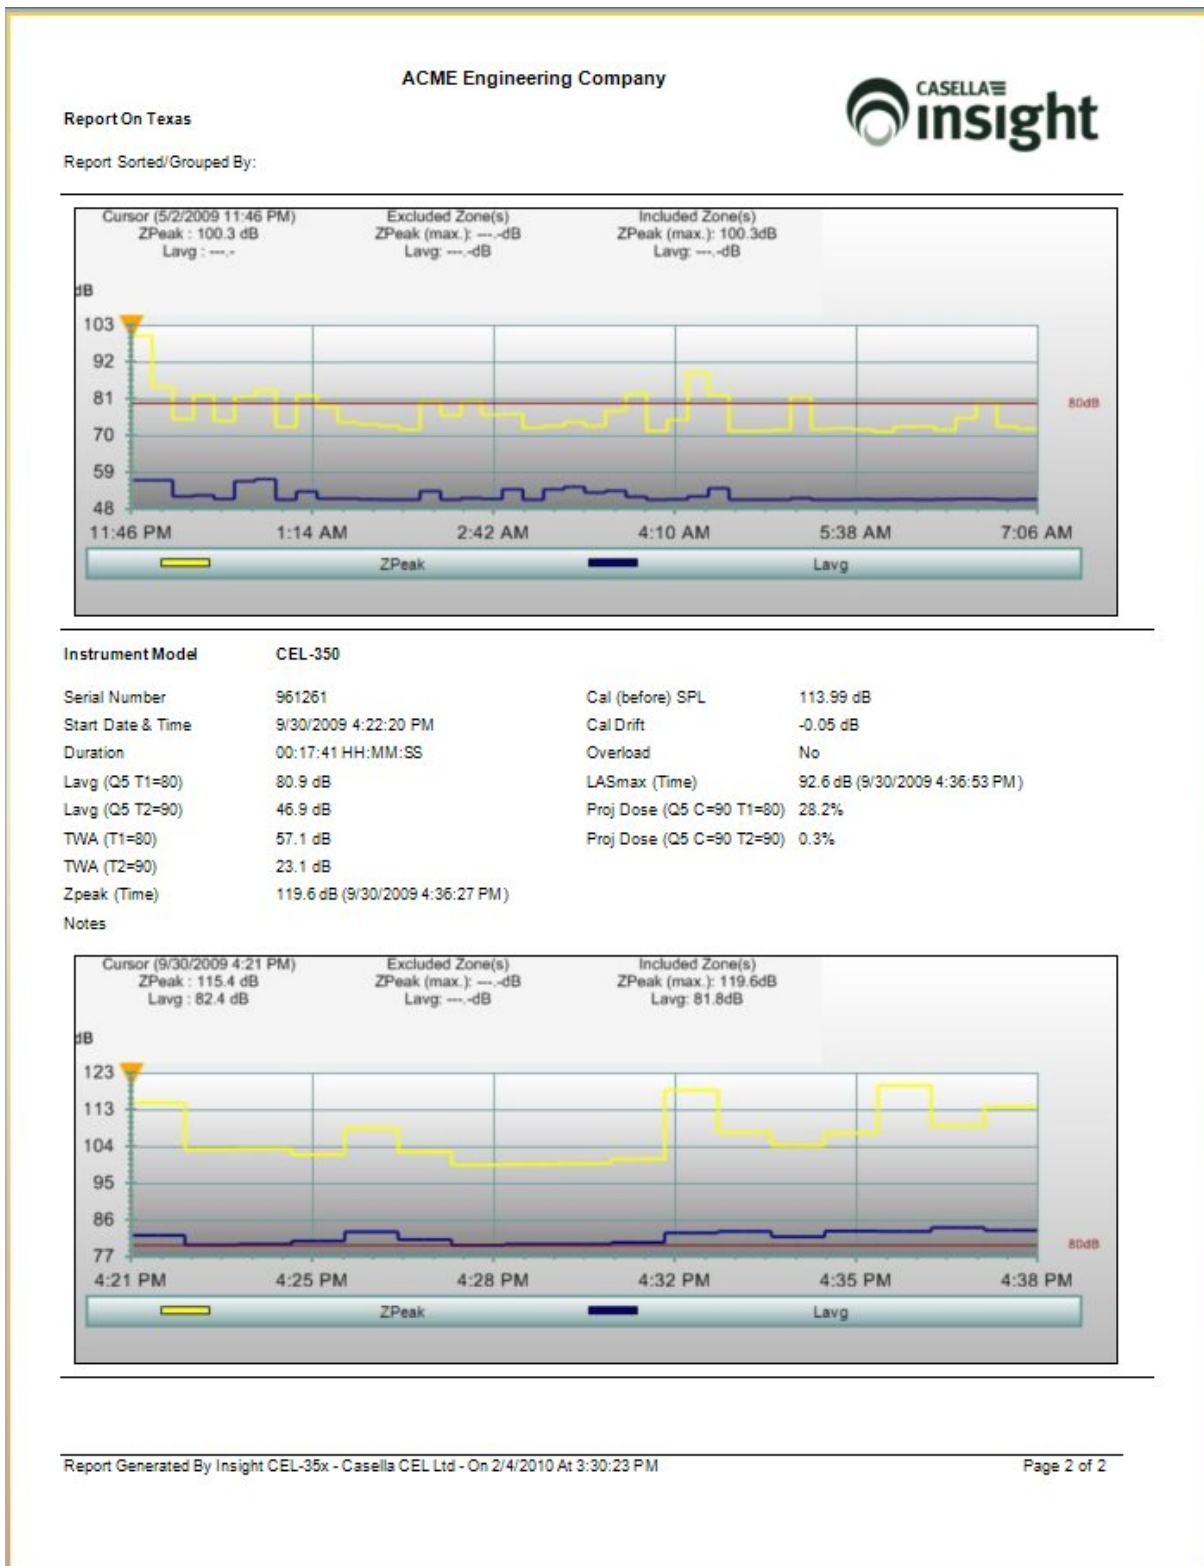 ACME Engineering Company
CASELLA
insight
Report On Texas
Report Sorted/Grouped By:
Cursor (5/2/2009 11:46 PM) Excluded Zone(s) Included Zone(s)
ZPeak : 100.3 dB ZPeak (max.): ---.-dB ZPeak (max.): 100.3dB
Lavg : ---.- Lavg: ---.-dB Lavg: ---.-dB
dB
103
92
81
80dB
70
59
48
11:46 PM 1:14 AM 2:42 AM 4:10 AM 5:38 AM 7:06 AM
ZPeak Lavg
Instrument Model CEL-350
Serial Number 961261 Cal (before) SPL 113.99 dB
Start Date & Time 9/30/2009 4:22:20 PM Cal Drift -0.05 dB
Duration 00:17:41 HH:MM:SS Overload No
Lavg (Q5 T1=80) 80.9 dB LASmax (Time) 92.6 dB (9/30/2009 4:36:53 PM)
Lavg (Q5 T2=90) 46.9 dB Proj Dose (Q5 C=90 T1=80) 28.2%
TWA (T1=80) 57.1 dB Proj Dose (Q5 C=90 T2=90) 0.3%
TWA (T2=90) 23.1 dB
Zpeak (Time) 119.6 dB (9/30/2009 4:36:27 PM)
Notes
Cursor (9/30/2009 4:21 PM) Excluded Zone(s) Included Zone(s)
ZPeak : 115.4 dB ZPeak (max.): ---.-dB ZPeak (max.): 119.6dB
Lavg : 82.4 dB Lavg: ---.-dB Lavg: 81.8dB
dB
123
113
104
95
86
80dB
77
4:21 PM 4:25 PM 4:28 PM 4:32 PM 4:35 PM 4:38 PM
ZPeak Lavg
Report Generated By Insight CEL-35x - Casella CEL Ltd - On 2/4/2010 At 3:30:23 PM Page 2 of 2